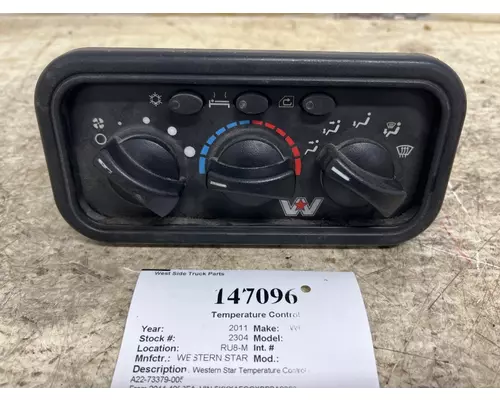 W
West Side Truck Parts
147096
Temperature Control
Year: 2011 Make:
Stock #: 2304 Model:
Location: RU8-M Int. #
Mnfctr.: WESTERN STAR Mod.:
Description: Western Star Temperature Control
A22-73379-005